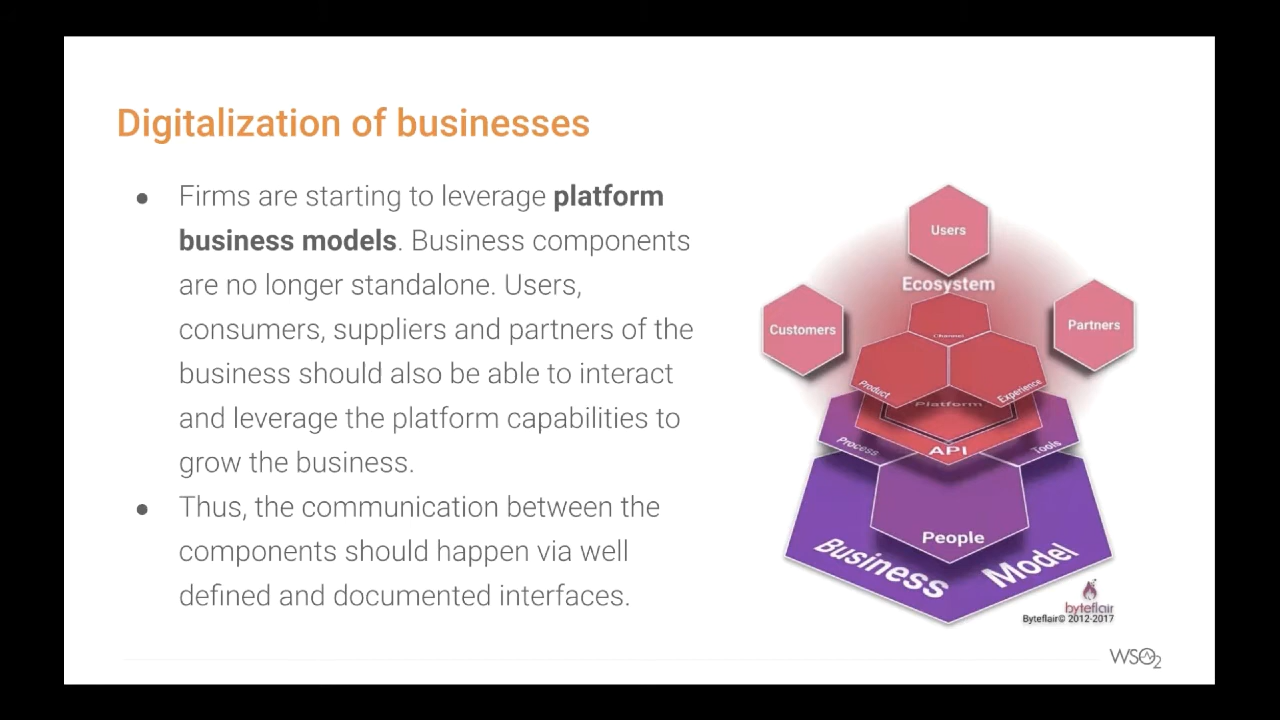 Digitalization of businesses
● Firms are starting to leverage platform
business models. Business components
are no longer standalone. Users,
consumers, suppliers and partners of the
business should also be able to interact
and leverage the platform capabilities to
grow the business.
● Thus, the communication between the
components should happen via well
defined and documented interfaces.
Users
Ecosystem
Customers
Partners
Channel
Product
Experience
Platform
Process
API
Tools
People
Business Model
byteflair
Byteflair© 2012-2017
WSO2